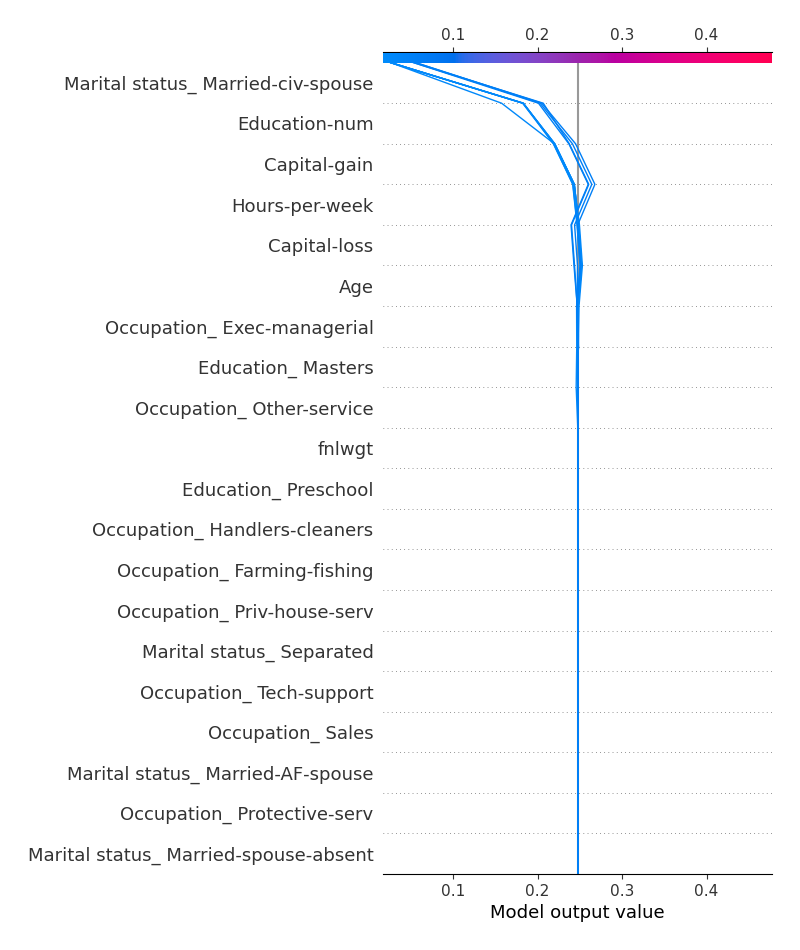 0.1 0.2 0.3 0.4
Marital status_ Married-civ-spouse
Education-num
Capital-gain
Hours-per-week
Capital-loss
Age
Occupation_ Exec-managerial
Education_ Masters
Occupation_ Other-service
fnlwgt
Education_ Preschool
Occupation_ Handlers-cleaners
Occupation_ Farming-fishing
Occupation_ Priv-house-serv
Marital status_ Separated
Occupation_ Tech-support
Occupation_ Sales
Marital status_ Married-AF-spouse
Occupation_ Protective-serv
Marital status_ Married-spouse-absent
0.1 0.2 0.3 0.4
Model output value